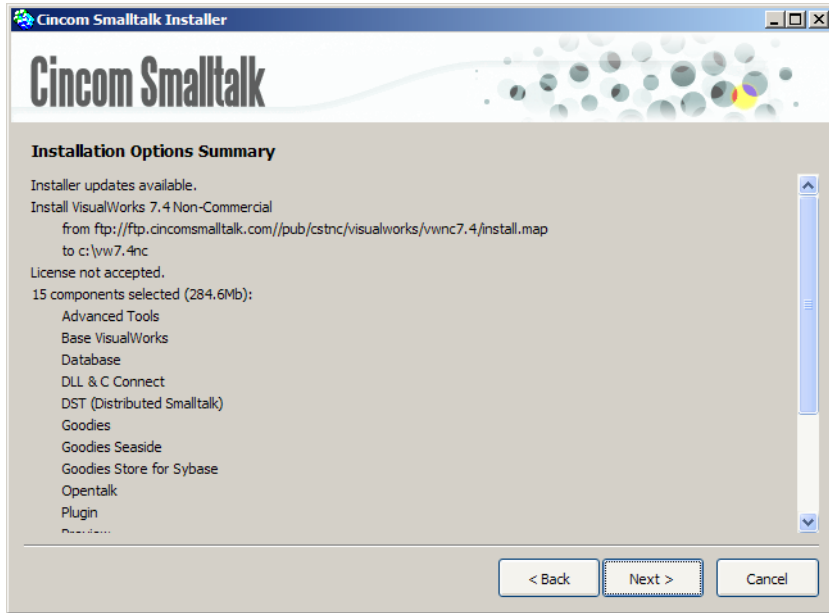 Cincom Smalltalk Installer
Cincom Smalltalk
Installation Options Summary
Installer updates available.
Install VisualWorks 7.4 Non-Commercial
from ftp://ftp.cincomsmalltalk.com//pub/cstnc/visualworks/vwnc7.4/install.map
to c:\vw7.4nc
License not accepted.
15 components selected (284.6Mb):
Advanced Tools
Base VisualWorks
Database
DLL & C Connect
DST (Distributed Smalltalk)
Goodies
Goodies Seaside
Goodies Store for Sybase
Opentalk
Plugin
< Back
Next >
Cancel